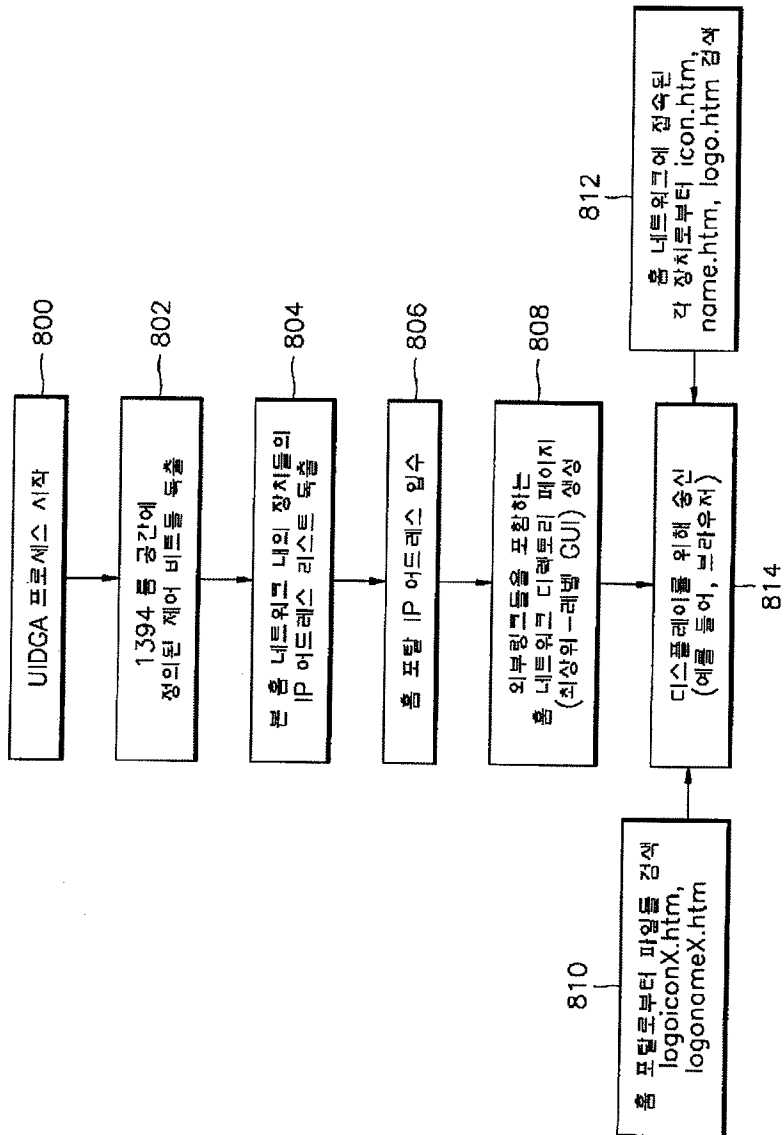 UIDGA 프로세스 시작
800
1394 롬 공간에
정의된 제어 비트들 독출
802
본 홈 네트워크 내의 장치들의
IP 어드레스 리스트 독출
804
홈 포탈 IP 어드레스 입수
806
외부링크들을 포함하는
홈 네트워크 디렉토리 페이지
(최상위-레벨 GUI) 생성
808
홈 포탈로부터 파일들 검색
logoiconX.htm,
logonameX.htm
810
홈 네트워크에 접속된
각 장치로부터 icon.htm,
name.htm, logo.htm 검색
812
디스플레이를 위해 송신
(예를 들어, 브라우저)
814